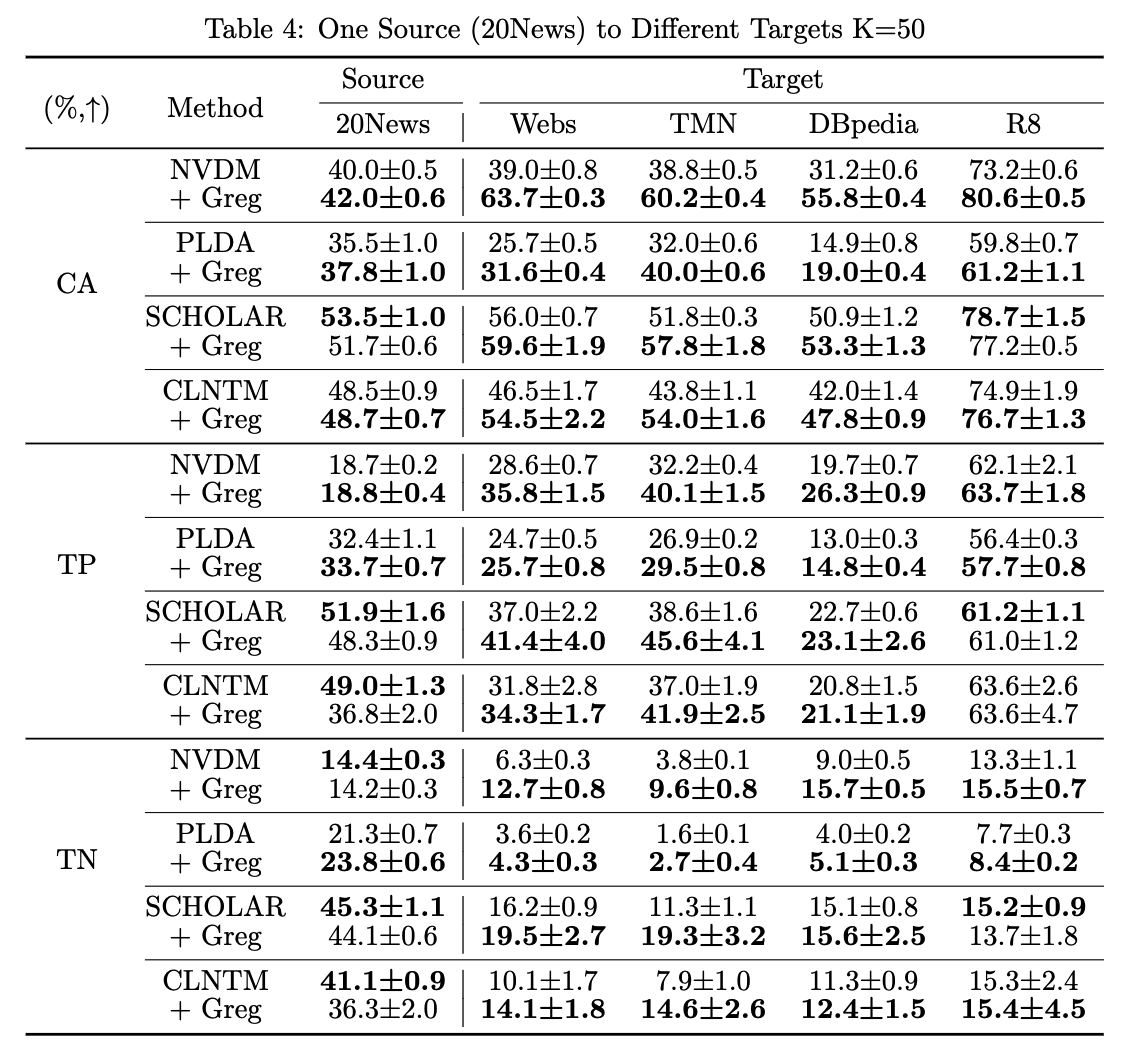 Table 4: One Source (20News) to Different Targets K=50
(%,↑) Method Source Target
20News Webs TMN DBpedia R8
CA
NVDM 40.0±0.5 39.0±0.8 38.8±0.5 31.2±0.6 73.2±0.6
+ Greg 42.0±0.6 63.7±0.3 60.2±0.4 55.8±0.4 80.6±0.5
PLDA 35.5±1.0 25.7±0.5 32.0±0.6 14.9±0.8 59.8±0.7
+ Greg 37.8±1.0 31.6±0.4 40.0±0.6 19.0±0.4 61.2±1.1
SCHOLAR 53.5±1.0 56.0±0.7 51.8±0.3 50.9±1.2 78.7±1.5
+ Greg 51.7±0.6 59.6±1.9 57.8±1.8 53.3±1.3 77.2±0.5
CLNTM 48.5±0.9 46.5±1.7 43.8±1.1 42.0±1.4 74.9±1.9
+ Greg 48.7±0.7 54.5±2.2 54.0±1.6 47.8±0.9 76.7±1.3
TP
NVDM 18.7±0.2 28.6±0.7 32.2±0.4 19.7±0.7 62.1±2.1
+ Greg 18.8±0.4 35.8±1.5 40.1±1.5 26.3±0.9 63.7±1.8
PLDA 32.4±1.1 24.7±0.5 26.9±0.2 13.0±0.3 56.4±0.3
+ Greg 33.7±0.7 25.7±0.8 29.5±0.8 14.8±0.4 57.7±0.8
SCHOLAR 51.9±1.6 37.0±2.2 38.6±1.6 22.7±0.6 61.2±1.1
+ Greg 48.3±0.9 41.4±4.0 45.6±4.1 23.1±2.6 61.0±1.2
CLNTM 49.0±1.3 31.8±2.8 37.0±1.9 20.8±1.5 63.6±2.6
+ Greg 36.8±2.0 34.3±1.7 41.9±2.5 21.1±1.9 63.6±4.7
TN
NVDM 14.4±0.3 6.3±0.3 3.8±0.1 9.0±0.5 13.3±1.1
+ Greg 14.2±0.3 12.7±0.8 9.6±0.8 15.7±0.5 15.5±0.7
PLDA 21.3±0.7 3.6±0.2 1.6±0.1 4.0±0.2 7.7±0.3
+ Greg 23.8±0.6 4.3±0.3 2.7±0.4 5.1±0.3 8.4±0.2
SCHOLAR 45.3±1.1 16.2±0.9 11.3±1.1 15.1±0.8 15.2±0.9
+ Greg 44.1±0.6 19.5±2.7 19.3±3.2 15.6±2.5 13.7±1.8
CLNTM 41.1±0.9 10.1±1.7 7.9±1.0 11.3±0.9 15.3±2.4
+ Greg 36.3±2.0 14.1±1.8 14.6±2.6 12.4±1.5 15.4±4.5